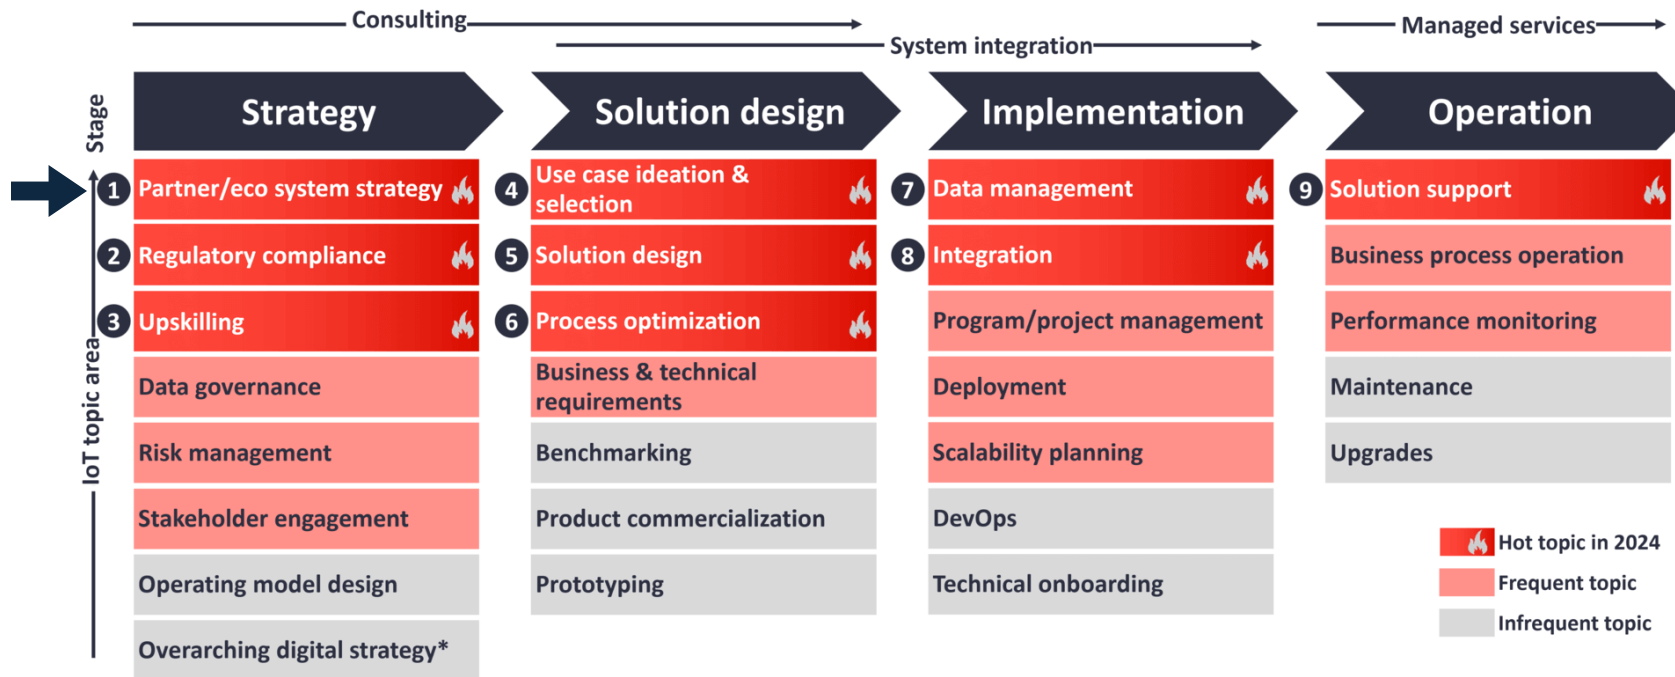 Consulting
System integration
Managed services
Stage
IoT topic area
Strategy
1 Partner/eco system strategy
2 Regulatory compliance
3 Upskilling
Data governance
Risk management
Stakeholder engagement
Operating model design
Overarching digital strategy*
Solution design
4 Use case ideation &
selection
5 Solution design
6 Process optimization
Business & technical
requirements
Benchmarking
Product commercialization
Prototyping
Implementation
7 Data management
8 Integration
Program/project management
Deployment
Scalability planning
DevOps
Technical onboarding
Operation
9 Solution support
Business process operation
Performance monitoring
Maintenance
Upgrades
Hot topic in 2024
Frequent topic
Infrequent topic